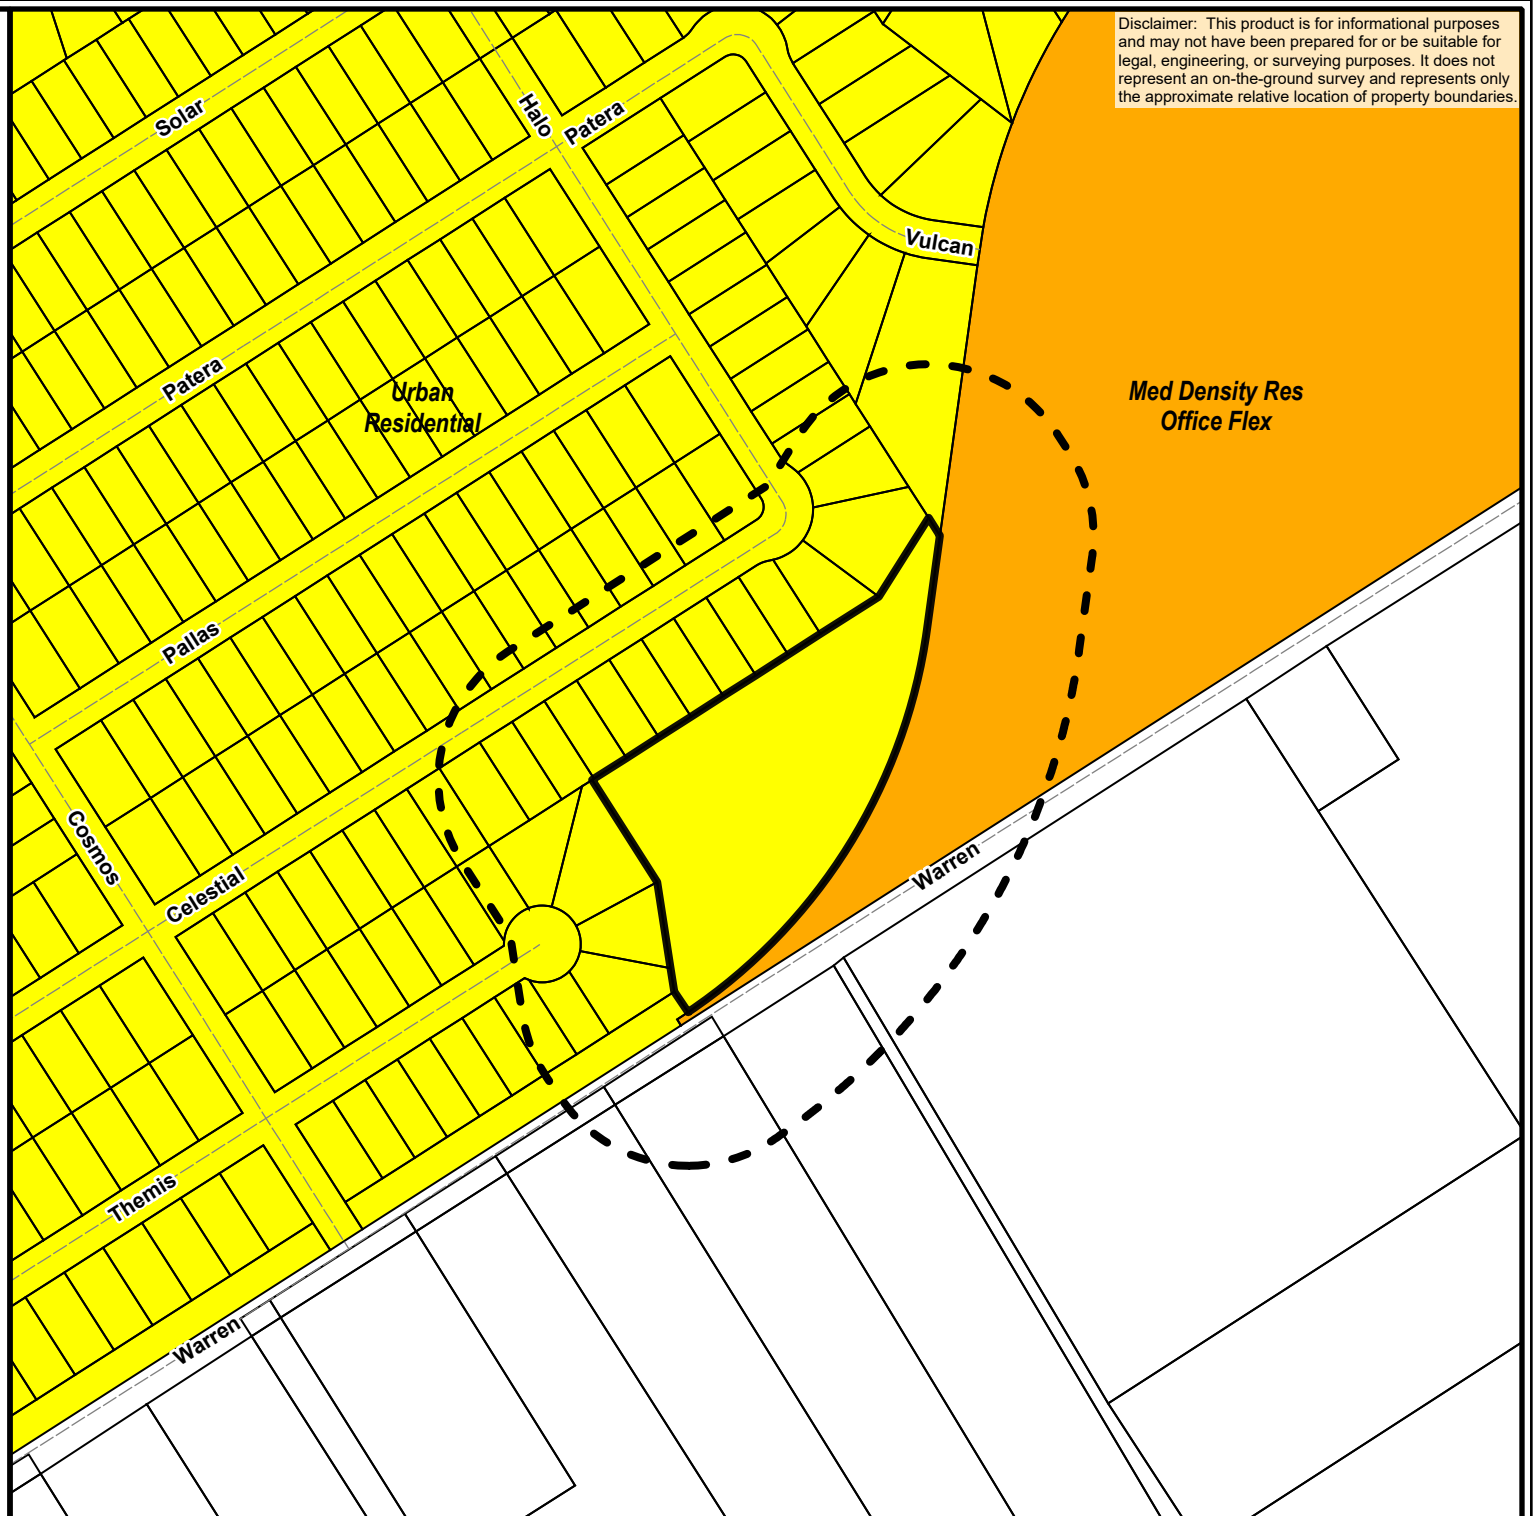 Disclaimer: This product is for informational purposes
and may not have been prepared for or be suitable for
legal, engineering, or surveying purposes. It does not
represent an on-the-ground survey and represents only
the approximate relative location of property boundaries.
Solar
Halo
Patera
Vulcan
Patera
Urban
Residential
Med Density Res
Office Flex
Pallas
Cosmos
Celestial
Warren
Themis
Warren